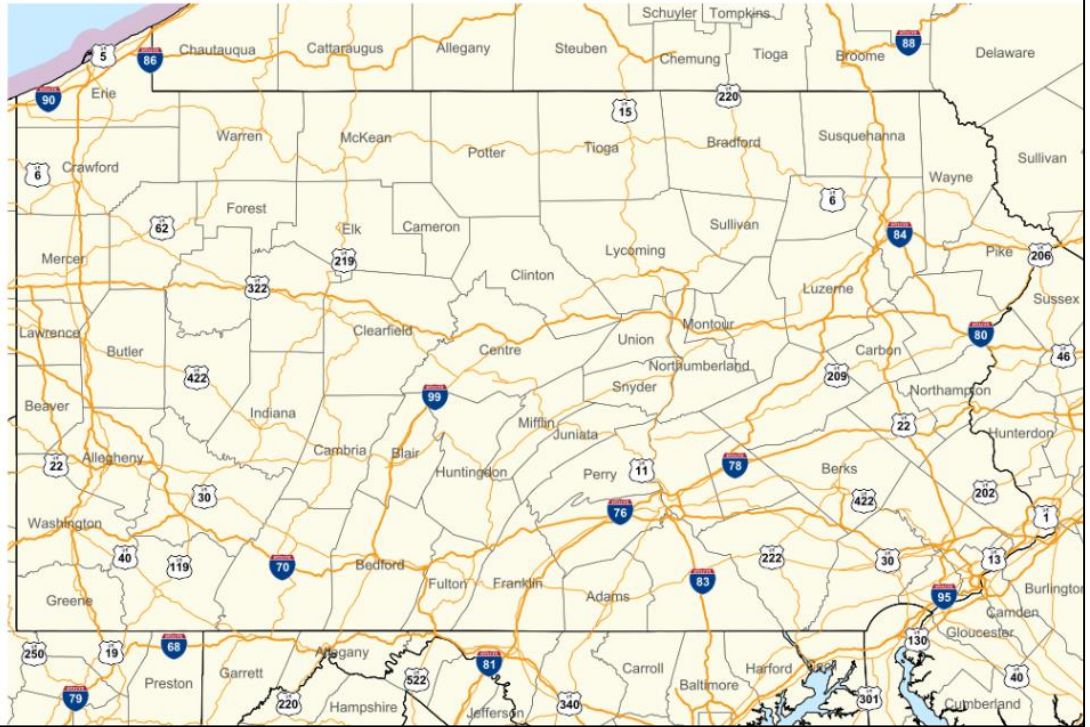 Schuyler Tompkins
5
86
Chautauqua
Cattaraugus
Allegany
Steuben
Chemung
Tioga
Broome
88
Delaware
90
Erie
15
220
Warren
McKean
Potter
Tioga
Bradford
Susquehanna
Sullivan
6
Crawford
Wayne
Forest
6
62
Elk
Cameron
Sullivan
84
Mercer
219
Lycoming
Pike
206
322
Clinton
Luzerne
Sussex
Lawrence
Clearfield
Montour
80
Butler
Centre
Union
Carbon
46
422
Northumberland
209
Beaver
99
Snyder
Northampton
Indiana
Mifflin
22
Juniata
Hunterdon
22
Allegheny
Cambria
Blair
Huntingdon
Perry
11
78
Berks
30
422
202
Washington
76
1
40
119
70
Bedford
222
30
13
Fulton
Franklin
83
Greene
Adams
95
Burlington
Camden
250
19
68
Allegany
130
Gloucester
Garrett
81
Carroll
Harford
Preston
522
Baltimore
40
79
220
Hampshire
Jefferson
340
301
Cumberland